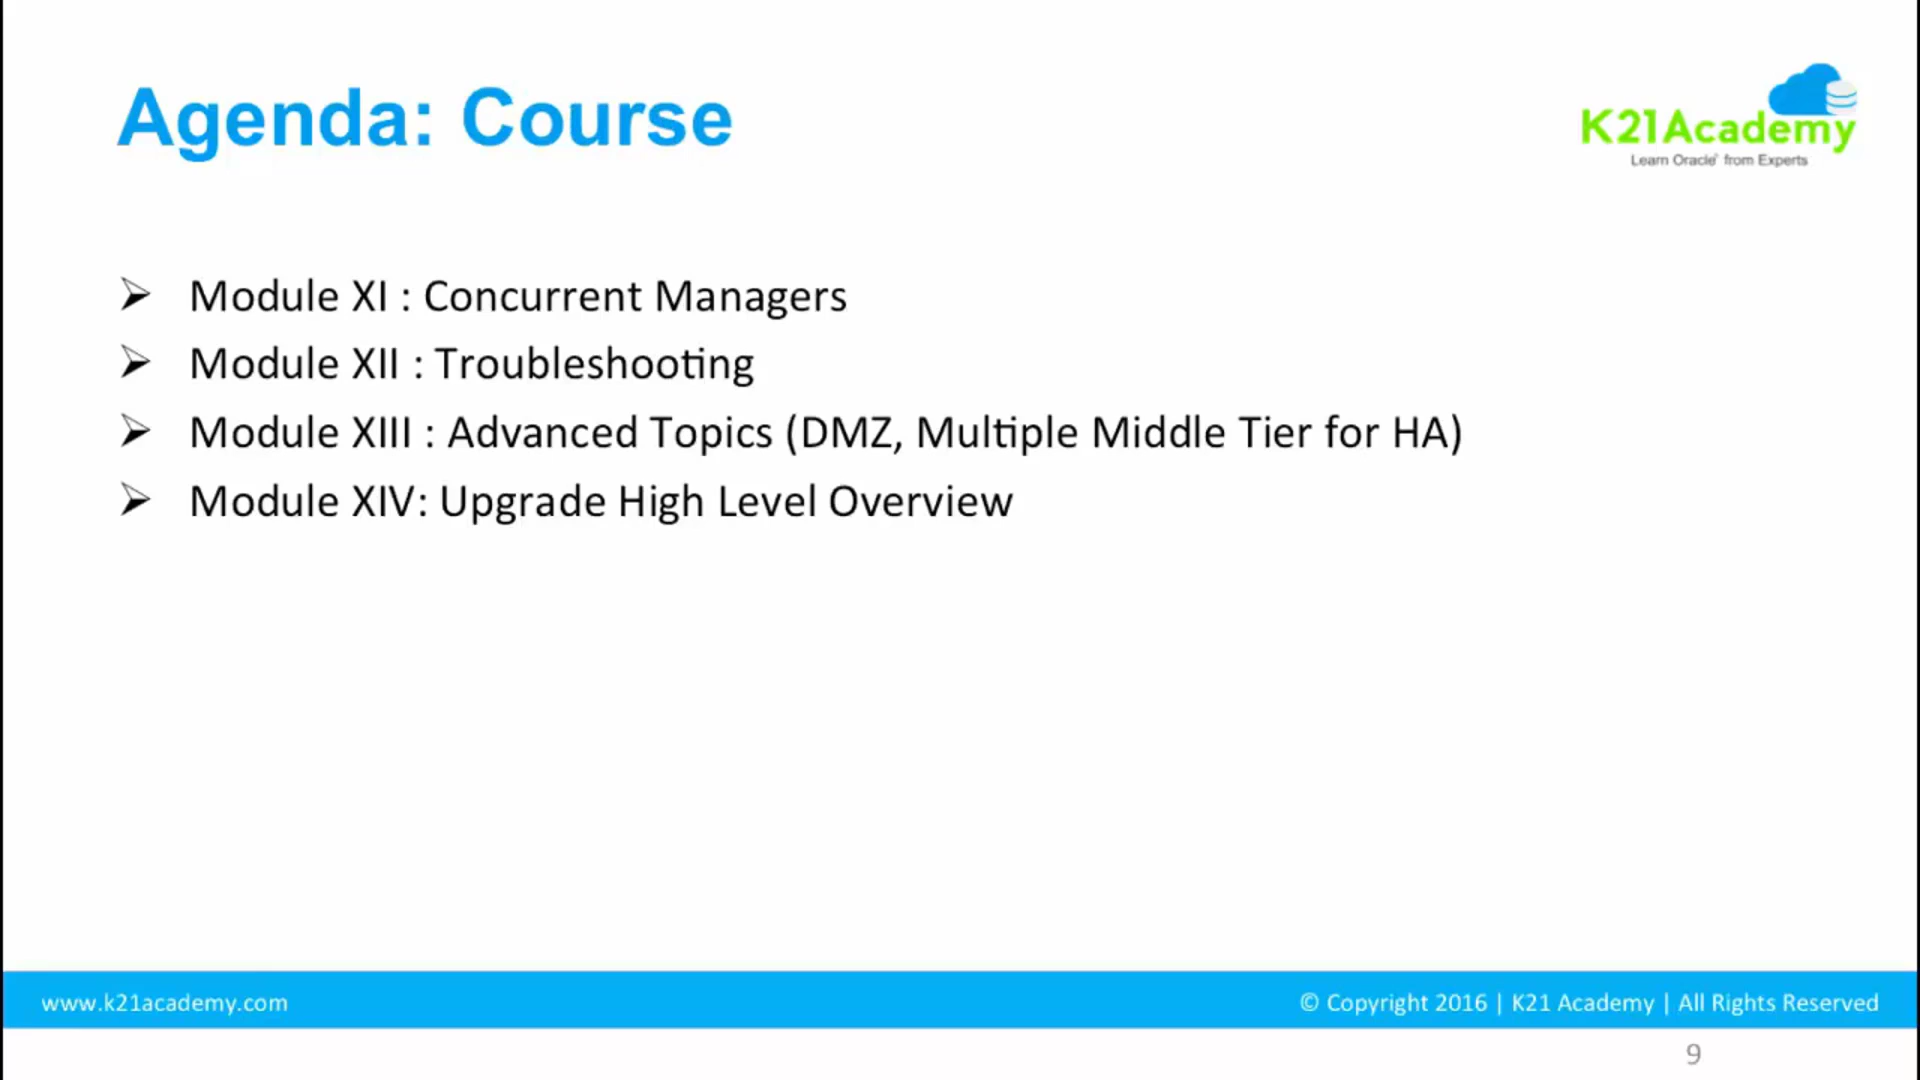 Agenda: Course
K21Academy
Learn Oracle® from Experts
➢ Module XI : Concurrent Managers
➢ Module XII : Troubleshooting
➢ Module XIII : Advanced Topics (DMZ, Multiple Middle Tier for HA)
➢ Module XIV: Upgrade High Level Overview
www.k21academy.com
© Copyright 2016 | K21 Academy | All Rights Reserved
9